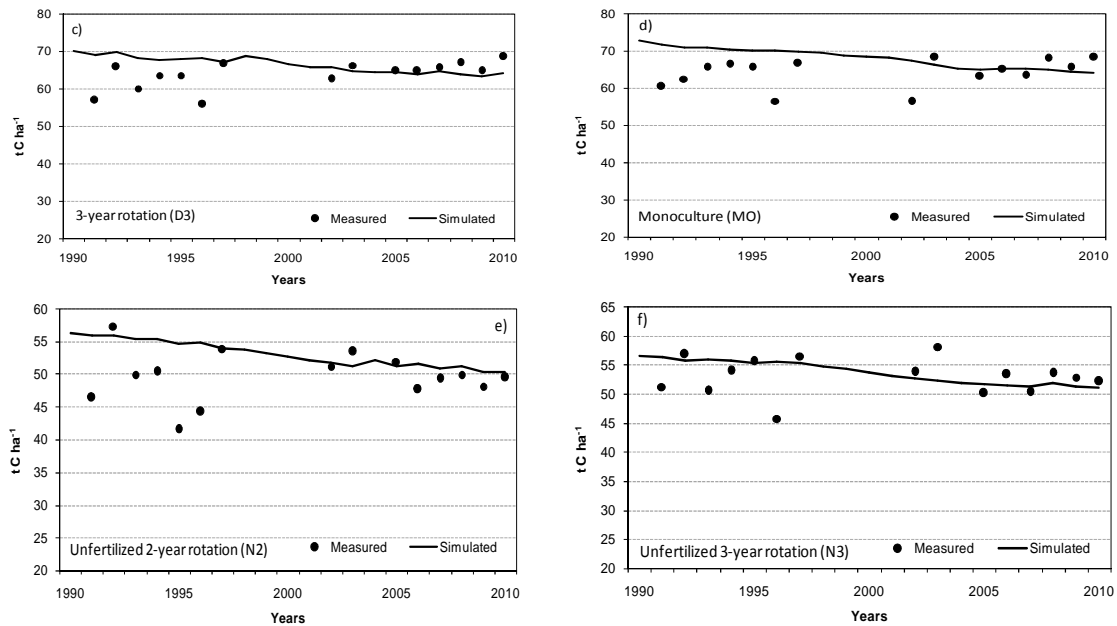 c)
80
70
60
50
40
30
20
t C ha⁻¹
3-year rotation (D3)
Measured
Simulated
1990
1995
2000
2005
2010
Years
d)
80
70
60
50
40
30
20
t C ha⁻¹
Monoculture (MO)
Measured
Simulated
1990
1995
2000
2005
2010
Years
e)
60
55
50
45
40
35
30
25
20
t C ha⁻¹
Unfertilized 2-year rotation (N2)
Measured
Simulated
1990
1995
2000
2005
2010
Years
f)
65
60
55
50
45
40
35
30
25
20
t C ha⁻¹
Unfertilized 3-year rotation (N3)
Measured
Simulated
1990
1995
2000
2005
2010
Years